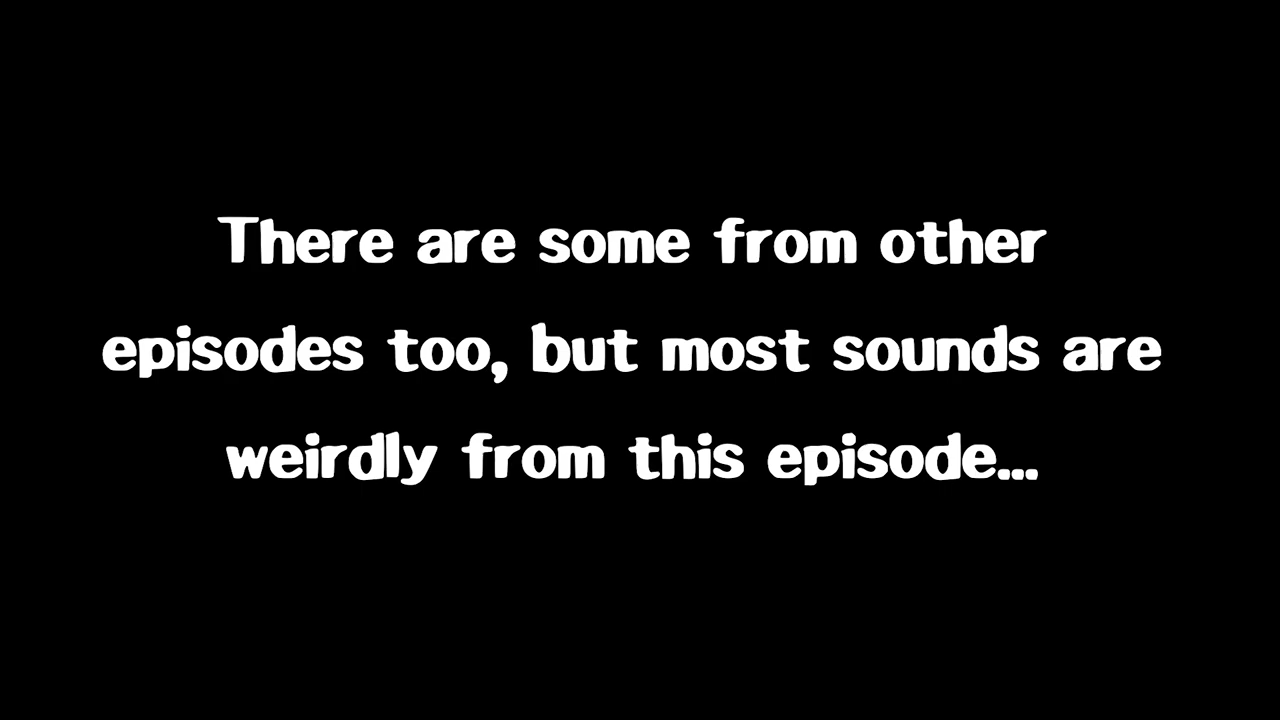 There are some from other
episodes too, but most sounds are
weirdly from this episode...